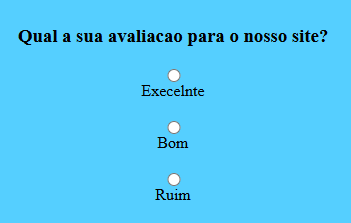 Qual a sua avaliacao para o nosso site?
Execelnte
Bom
Ruim